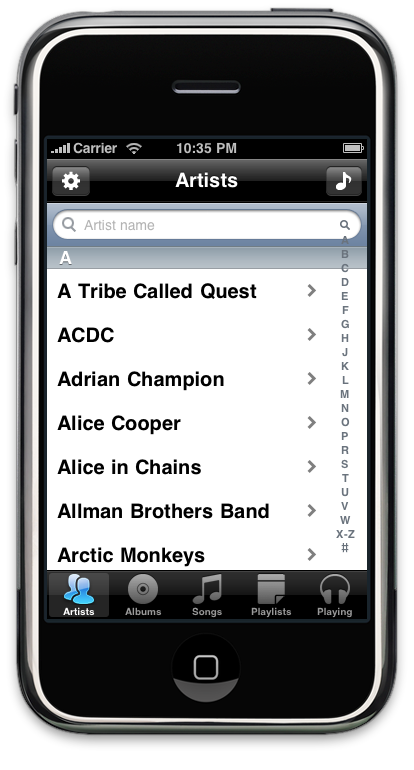 Carrier 10:35 PM
Artists
Artist name
A
A Tribe Called Quest
ACDC
Adrian Champion
Alice Cooper
Alice in Chains
Allman Brothers Band
Arctic Monkeys
A
B
C
D
E
F
G
H
J
K
L
M
N
O
P
R
S
T
U
V
W
X-Z
#
Artists Albums Songs Playlists Playing